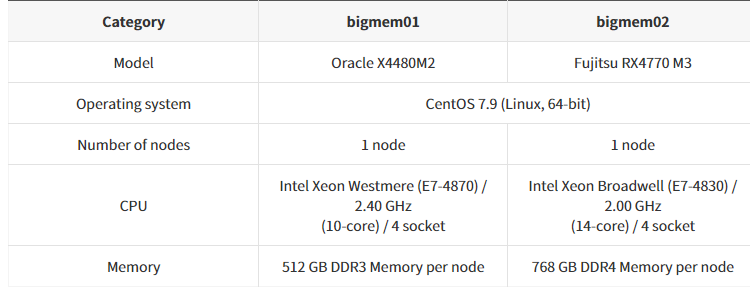 Category bigmem01 bigmem02
Model Oracle X4480M2 Fujitsu RX4770 M3
Operating system CentOS 7.9 (Linux, 64-bit)
Number of nodes 1 node 1 node
CPU
Intel Xeon Westmere (E7-4870) /
2.40 GHz
(10-core) / 4 socket
Intel Xeon Broadwell (E7-4830) /
2.00 GHz
(14-core) / 4 socket
Memory 512 GB DDR3 Memory per node 768 GB DDR4 Memory per node